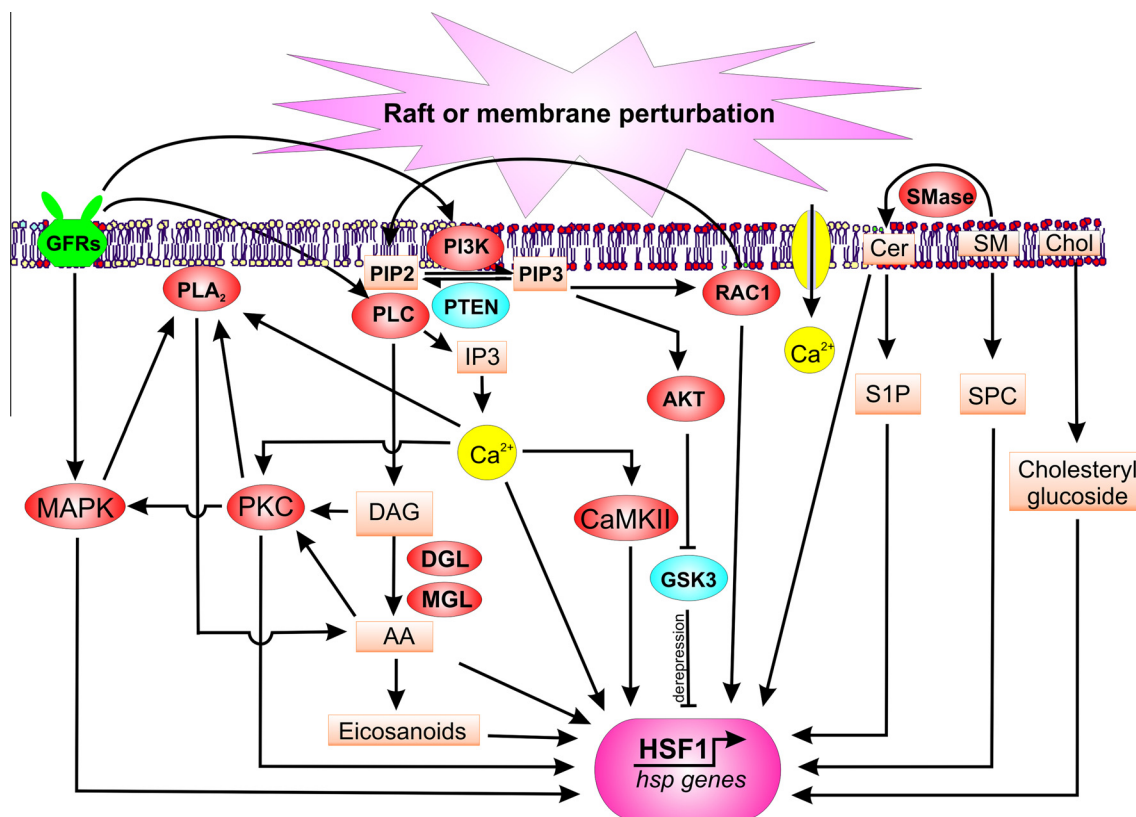 Raft or membrane perturbation
GFRs
SMase
PI3K
Cer
SM
Chol
PIP2
PIP3
PLA₂
PTEN
RAC1
PLC
IP3
Ca²⁺
AKT
S1P
SPC
Ca²⁺
Cholesteryl
glucoside
MAPK
PKC
DAG
CaMKII
DGL
GSK3
MGL
AA
derepression
Eicosanoids
HSF1
hsp genes